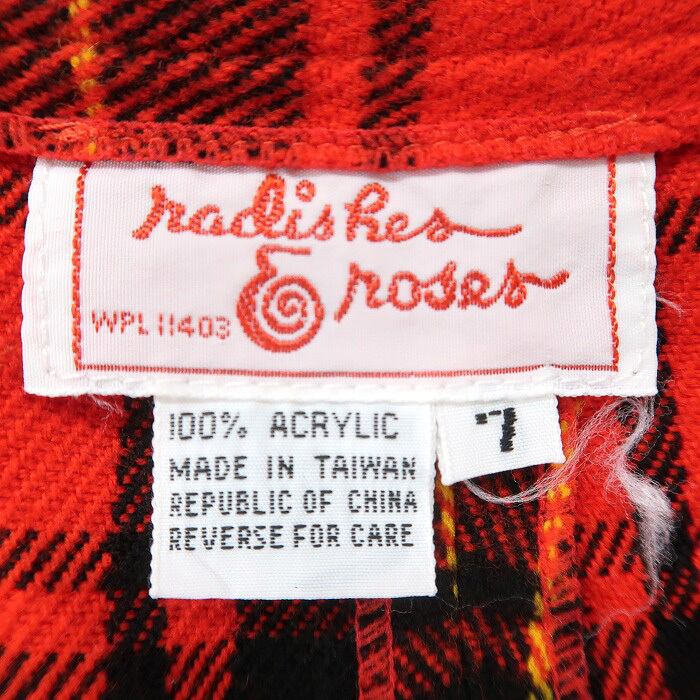 radishes
& roses
WPL 11403
100% ACRYLIC
MADE IN TAIWAN
REPUBLIC OF CHINA
REVERSE FOR CARE
7